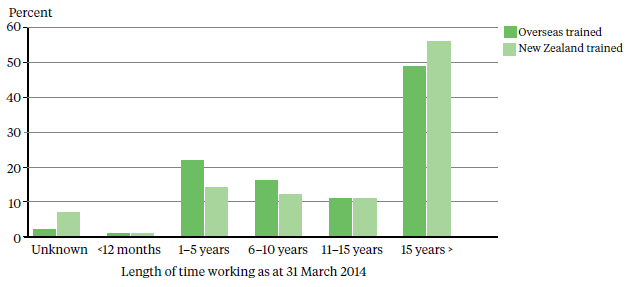 Percent
60
50
40
30
20
10
0
Overseas trained
New Zealand trained
Unknown <12 months 1–5 years 6–10 years 11–15 years 15 years >
Length of time working as at 31 March 2014